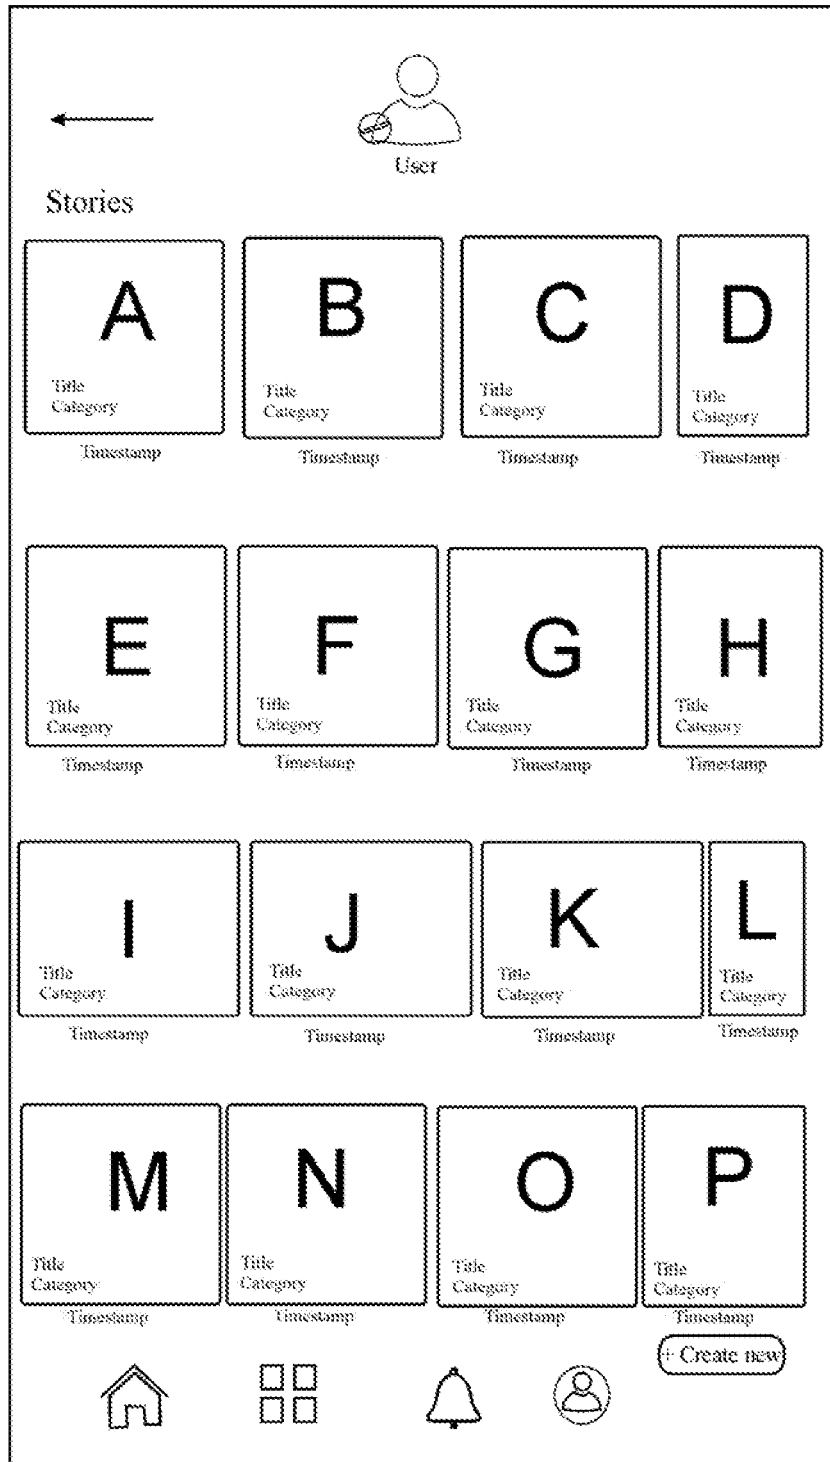 User
Stories
A
B
C
D
Title
Category
Title
Category
Title
Category
Title
Category
Timestamp
Timestamp
Timestamp
Timestamp
E
F
G
H
Title
Category
Title
Category
Title
Category
Title
Category
Timestamp
Timestamp
Timestamp
Timestamp
I
J
K
L
Title
Category
Title
Category
Title
Category
Title
Category
Timestamp
Timestamp
Timestamp
Timestamp
M
N
O
P
Title
Category
Title
Category
Title
Category
Title
Category
Timestamp
Timestamp
Timestamp
Timestamp
+ Create new